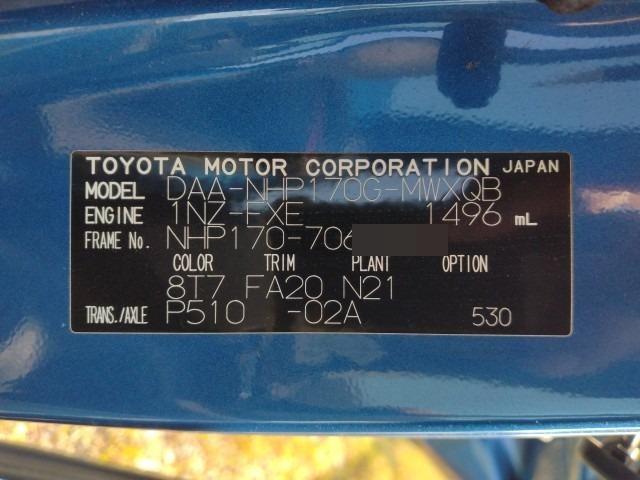 TOYOTA MOTOR CORPORATION JAPAN
MODEL DAA-NHP170G-MWXQB
ENGINE 1NZ-FXE 1496 mL
FRAME No. NHP170-706
COLOR TRIM PLANT OPTION
8T7 FA20 N21
TRANS./AXLE P510 -02A 530